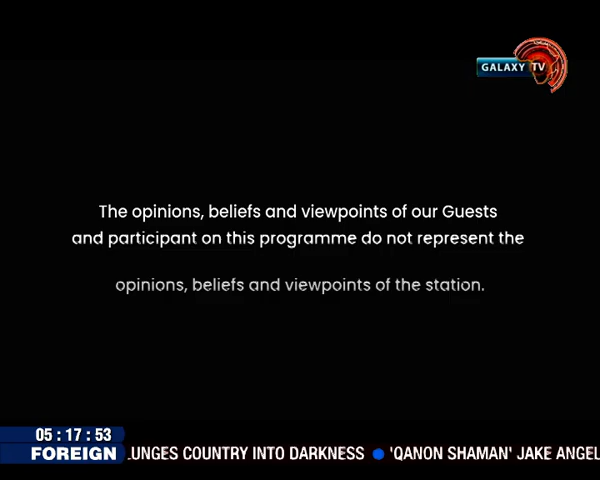 GALAXY TV
The opinions, beliefs and viewpoints of our Guests
and participant on this programme do not represent the
opinions, beliefs and viewpoints of the station.
05 : 17 : 53
FOREIGN
LUNGES COUNTRY INTO DARKNESS ● 'QANON SHAMAN' JAKE ANGEL